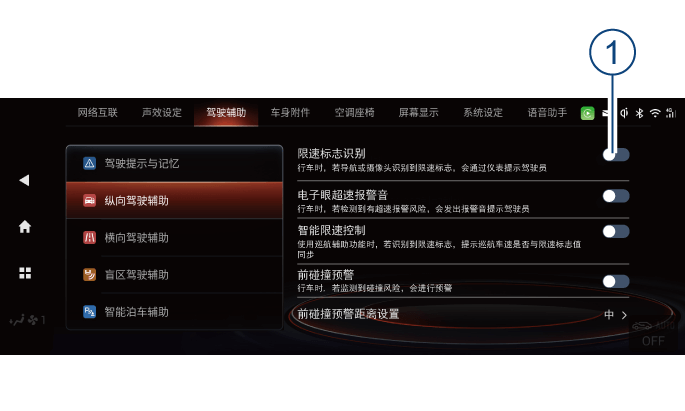 1
网络互联 声效设定 驾驶辅助 车身附件 空调座椅 屏幕显示 系统设定 语音助手 4G
驾驶提示与记忆
纵向驾驶辅助
横向驾驶辅助
盲区驾驶辅助
智能泊车辅助
限速标志识别
行车时，若导航或摄像头识别到限速标志，会通过仪表提示驾驶员
电子眼超速报警音
行车时，若检测到有超速报警风险，会发出报警音提示驾驶员
智能限速控制
使用巡航辅助功能时，若识别到限速标志，提示巡航车速是否与限速标志值
同步
前碰撞预警
行车时，若监测到碰撞风险，会进行预警
前碰撞预警距离设置 中
1
AUTO
OFF